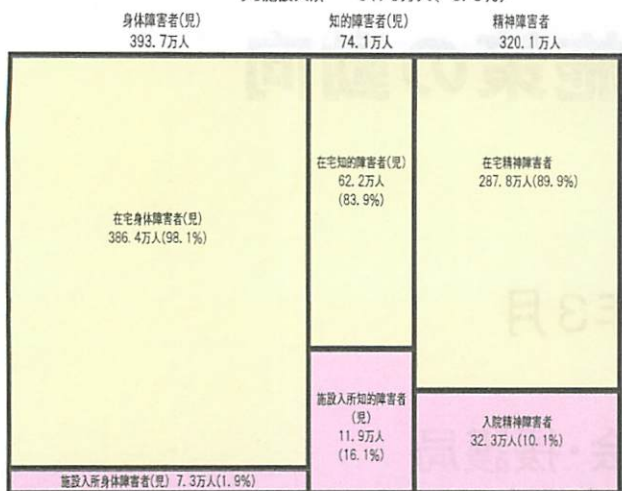 身体障害者(児)
393.7万人
知的障害者(児)
74.1万人
精神障害者
320.1万人
在宅身体障害者(児)
386.4万人(98.1%)
在宅知的障害者(児)
62.2万人
(83.9%)
在宅精神障害者
287.8万人(89.9%)
施設入所身体障害者(児) 7.3万人(1.9%)
施設入所知的障害者
(児)
11.9万人
(16.1%)
入院精神障害者
32.3万人(10.1%)